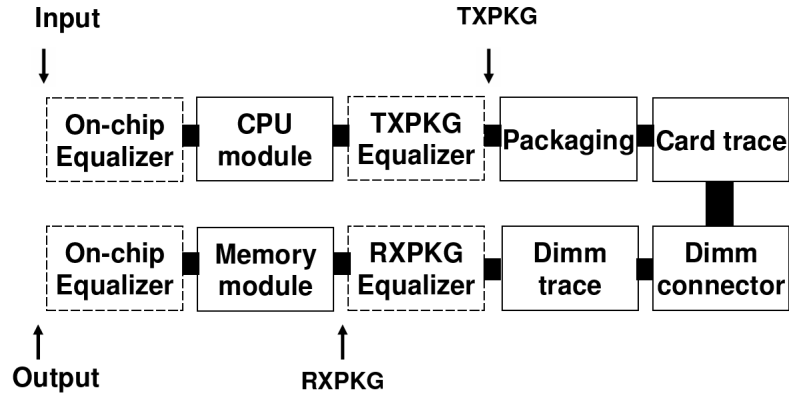 Input
TXPKG
On-chip
Equalizer
CPU
module
TXPKG
Equalizer
Packaging
Card trace
On-chip
Equalizer
Memory
module
RXPKG
Equalizer
Dimm
trace
Dimm
connector
Output
RXPKG